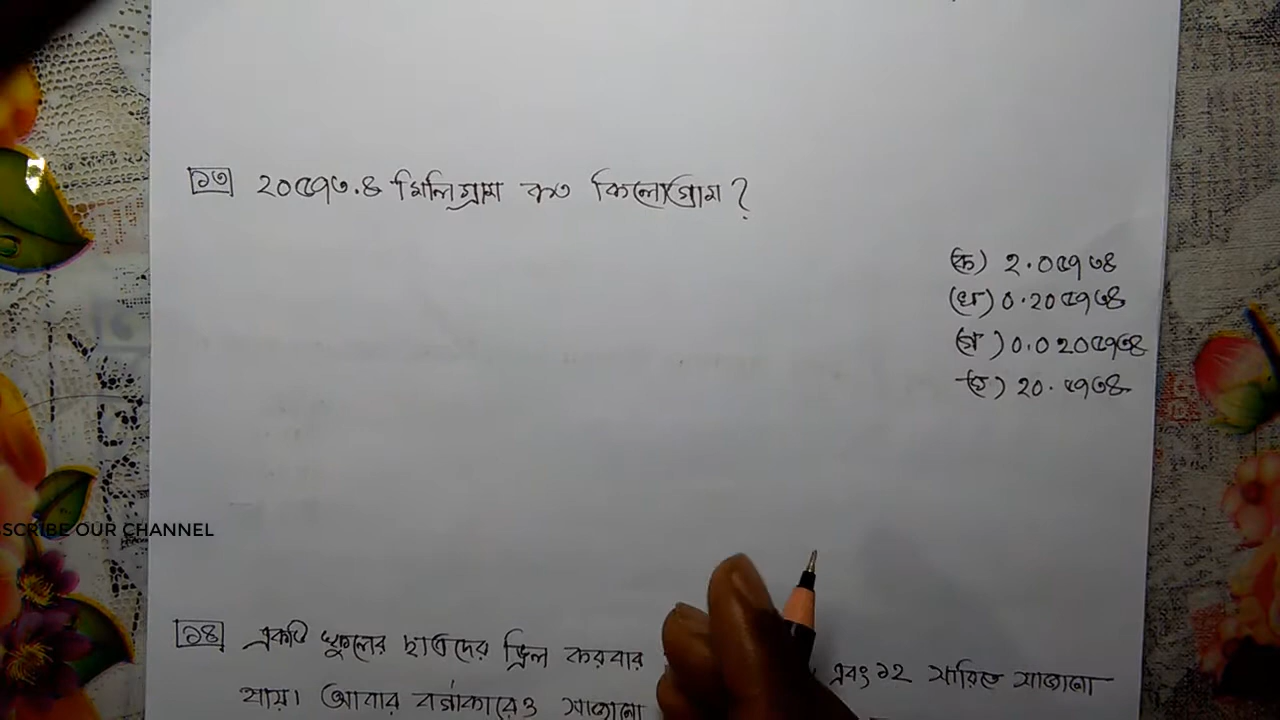 ১৩ ২০৫৭৩.৪ মিলিগ্রাম কত কিলোগ্রাম?
(ক) ২.০৫৭৩৪
(খ) ০.২০৫৭৩৪
(গ) ০.০২০৫৭৩৪
(ঘ) ২০.৫৭৩৪
SCRIBE OUR CHANNEL
১৪ একটি স্কুলের ছাত্রদের ড্রিল করবার এবং ১২ সারিতে সাজানো
যায়। আবার বর্গাকারেও সাজানো